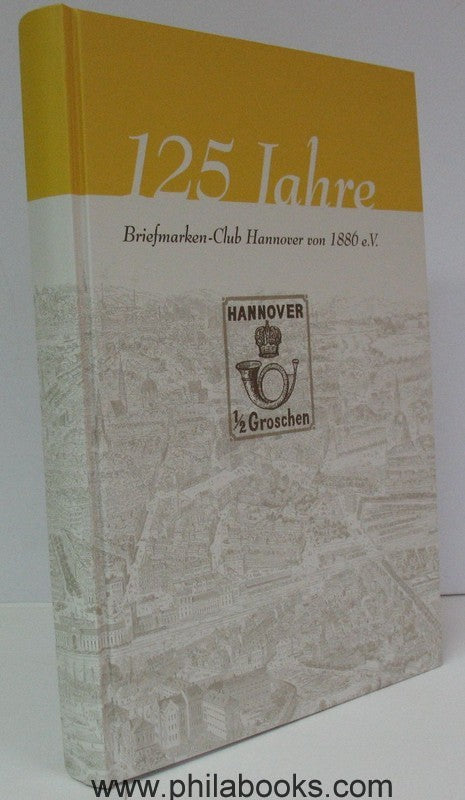 125 Jahre
Briefmarken-Club Hannover von 1886 e.V.
HANNOVER
1/2 Groschen
www.philabooks.com